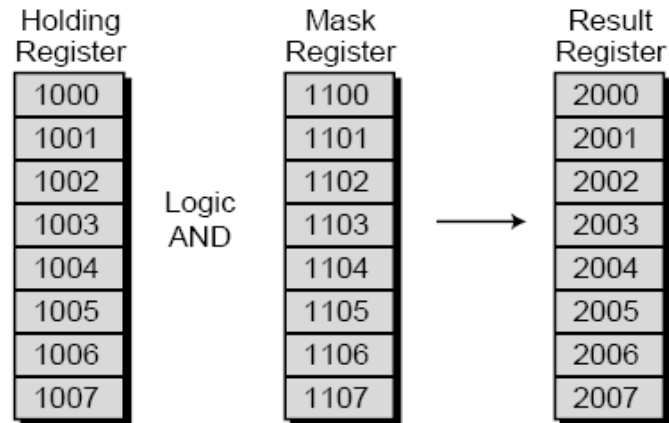 Holding Register
Mask Register
Result Register
1000 1100 2000
1001 1101 2001
1002 1102 2002
1003 Logic AND 1103 2003
1004 1104 2004
1005 1105 2005
1006 1106 2006
1007 1107 2007